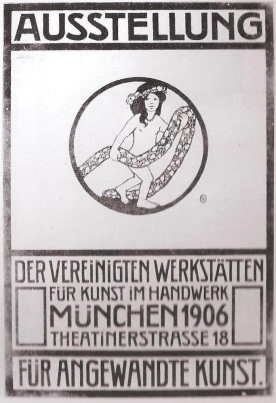 AUSSTELLUNG
DER VEREINIGTEN WERKSTÄTTEN
FÜR KUNST IM HANDWERK
MÜNCHEN 1906
THEATINERSTRASSE 18
FÜR ANGEWANDTE KUNST.